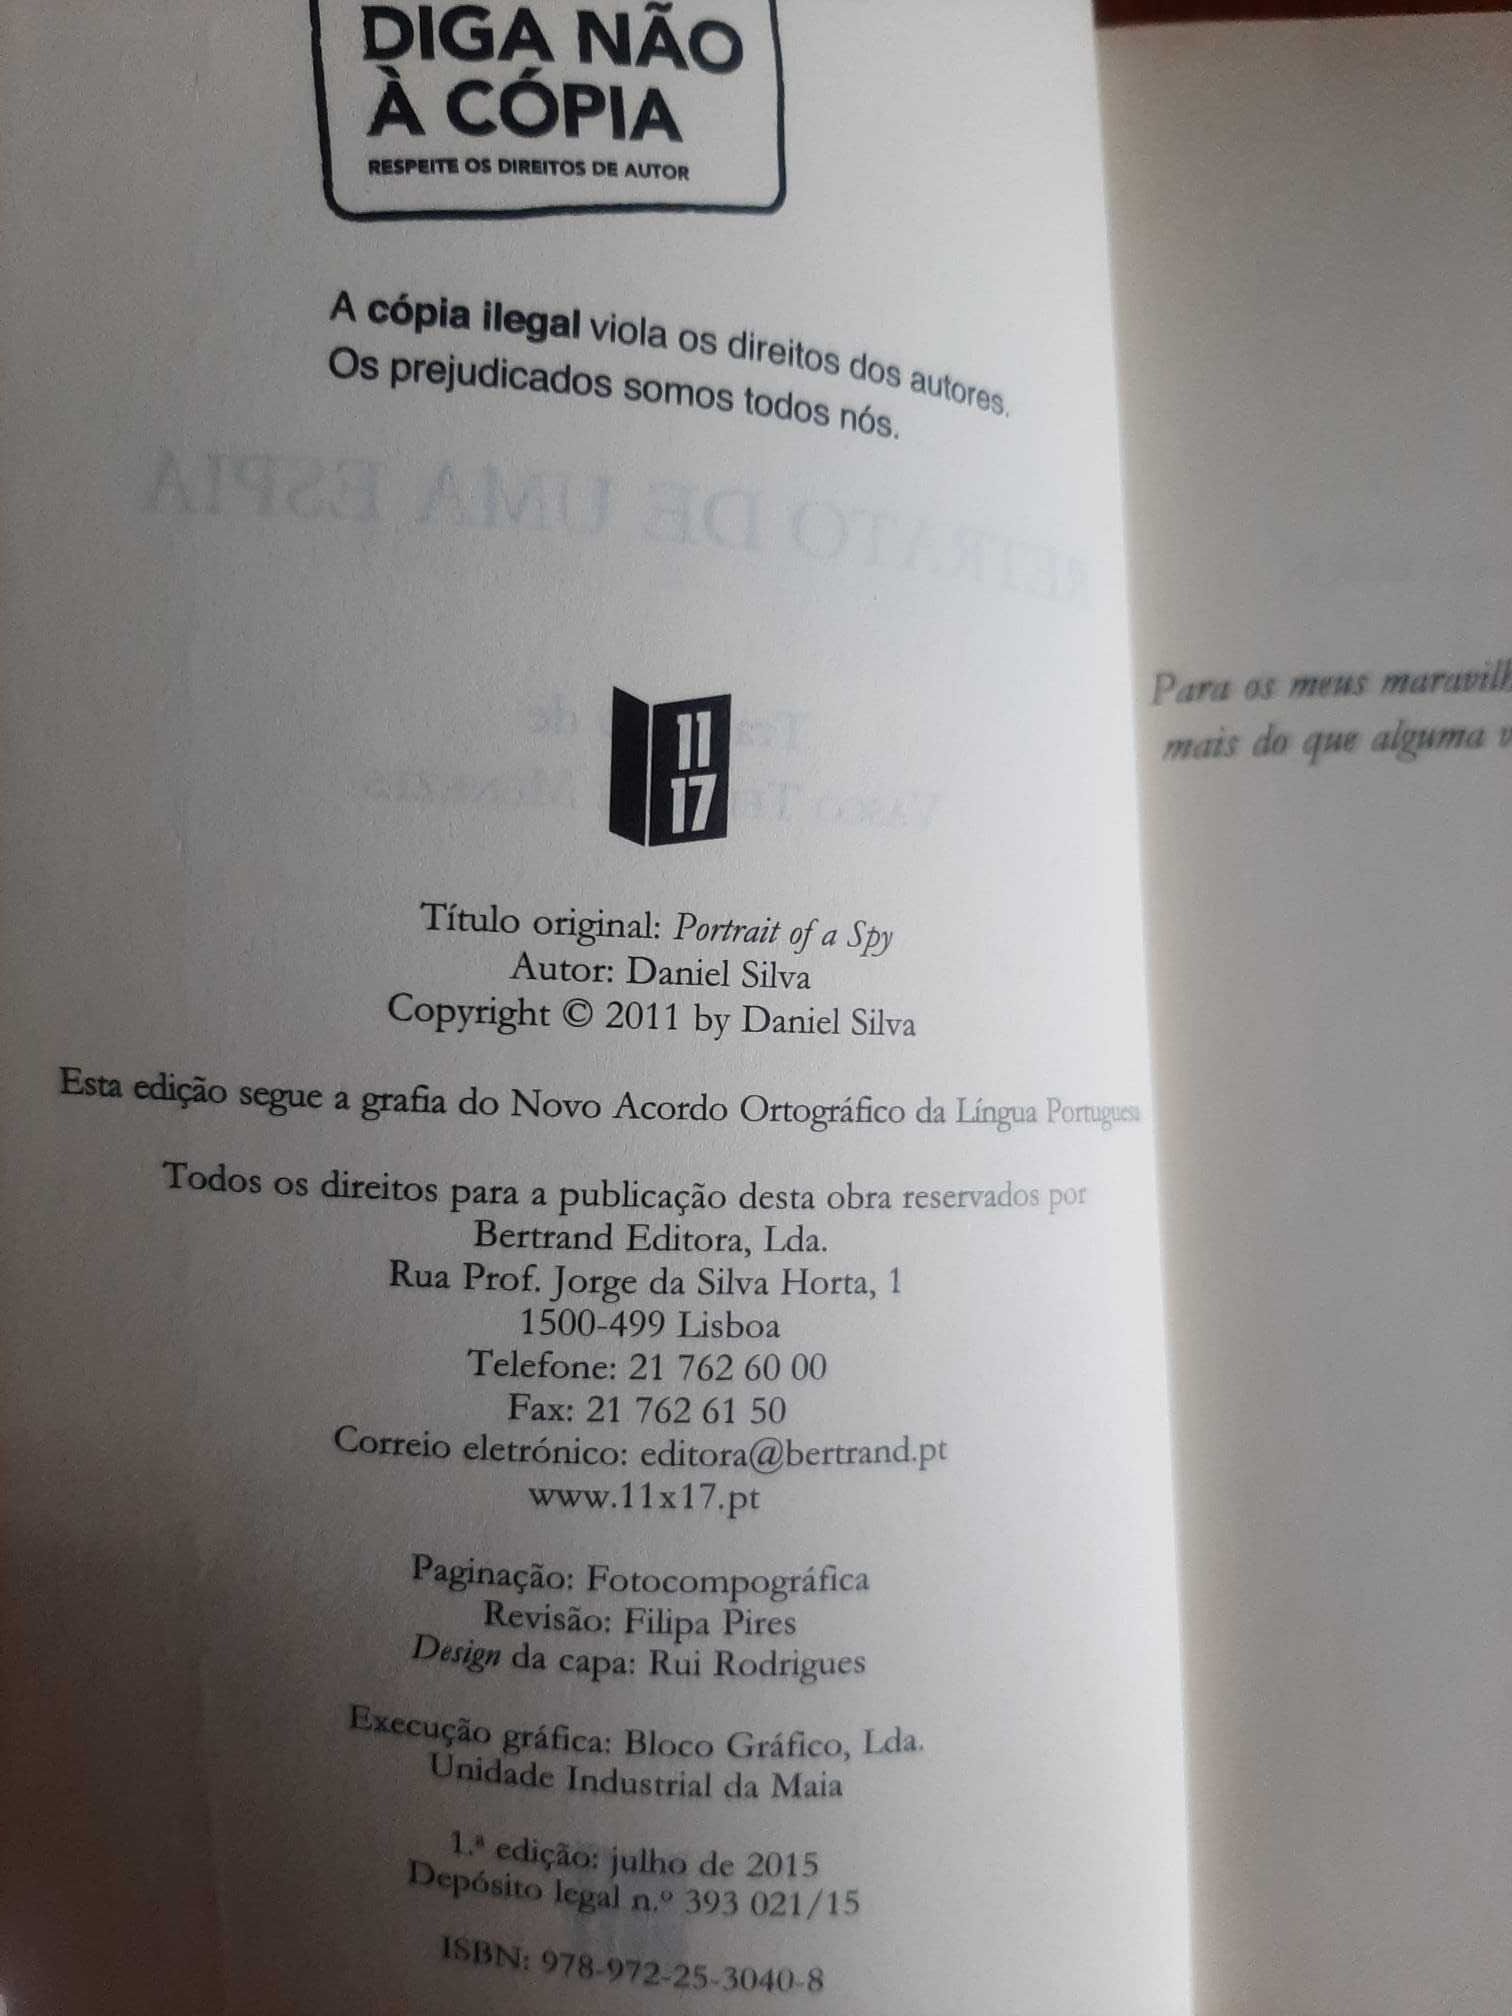 DIGA NÃO
À CÓPIA
RESPEITE OS DIREITOS DE AUTOR
A cópia ilegal viola os direitos dos autores.
Os prejudicados somos todos nós.
RETRATO DE UMA ESPIA
11
17
Título original: Portrait of a Spy
Autor: Daniel Silva
Copyright © 2011 by Daniel Silva
Esta edição segue a grafia do Novo Acordo Ortográfico da Língua Portuguesa
Todos os direitos para a publicação desta obra reservados por
Bertrand Editora, Lda.
Rua Prof. Jorge da Silva Horta, 1
1500-499 Lisboa
Telefone: 21 762 60 00
Fax: 21 762 61 50
Correio eletrónico: editora@bertrand.pt
www.11x17.pt
Paginação: Fotocompográfica
Revisão: Filipa Pires
Design da capa: Rui Rodrigues
Execução gráfica: Bloco Gráfico, Lda.
Unidade Industrial da Maia
1.ª edição: julho de 2015
Depósito legal n.º 393 021/15
ISBN: 978-972-25-3040-8
Para os meus
mais do que alguma